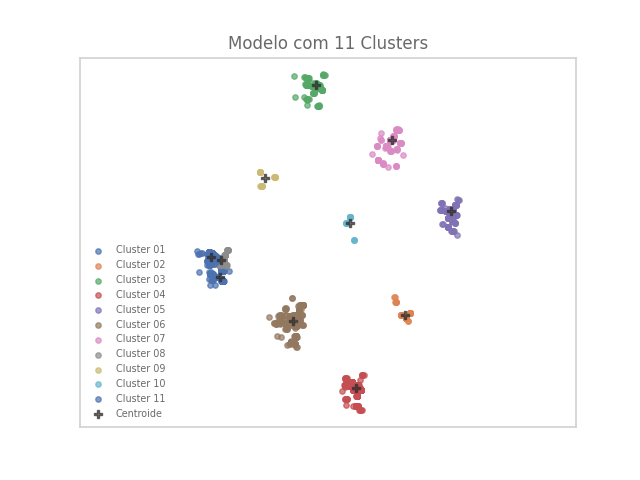 Modelo com 11 Clusters
Cluster 01
Cluster 02
Cluster 03
Cluster 04
Cluster 05
Cluster 06
Cluster 07
Cluster 08
Cluster 09
Cluster 10
Cluster 11
Centroide